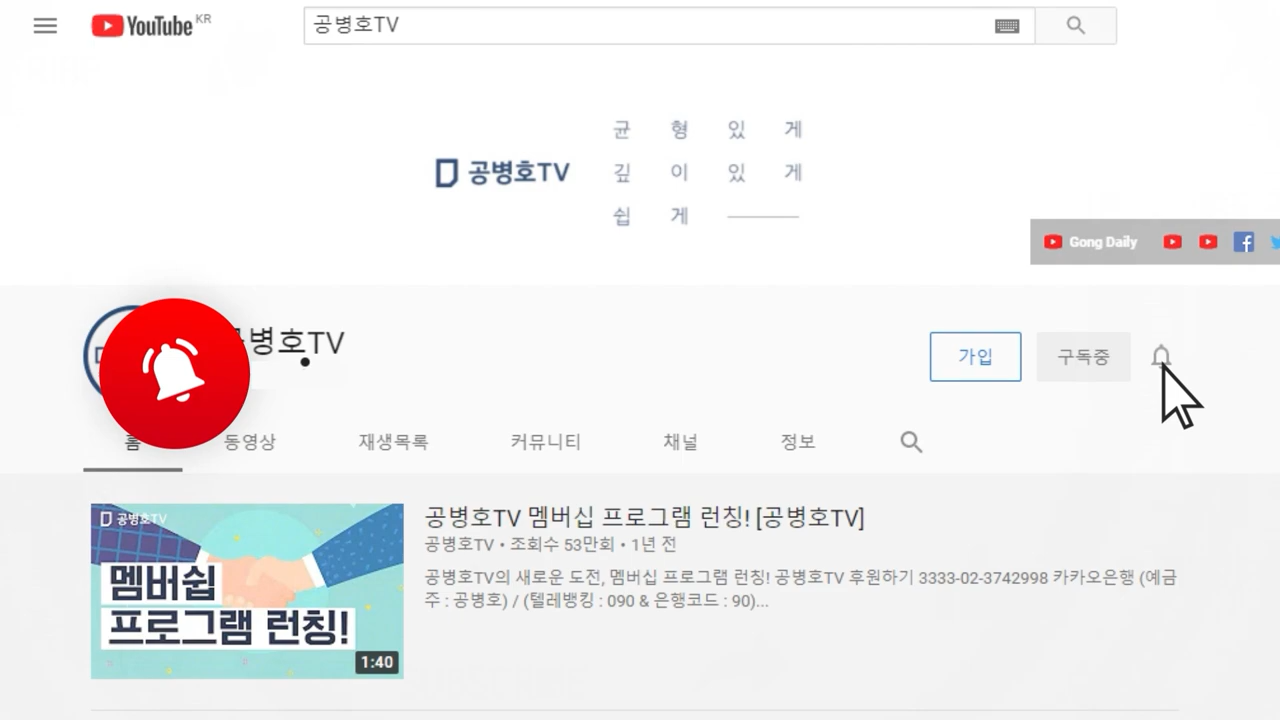 YouTube KR
공병호TV
균 형 있 게
공병호TV 깊 이 있 게
쉽 게
Gong Daily
병호TV
가입 구독중
홈 동영상 재생목록 커뮤니티 채널 정보
공병호TV
멤버쉽
프로그램 런칭!
1:40
공병호TV 멤버십 프로그램 런칭! [공병호TV]
공병호TV • 조회수 53만회 • 1년 전
공병호TV의 새로운 도전, 멤버십 프로그램 런칭! 공병호TV 후원하기 3333-02-3742998 카카오은행 (예금
주 : 공병호) / (텔레뱅킹 : 090 & 은행코드 : 90)...